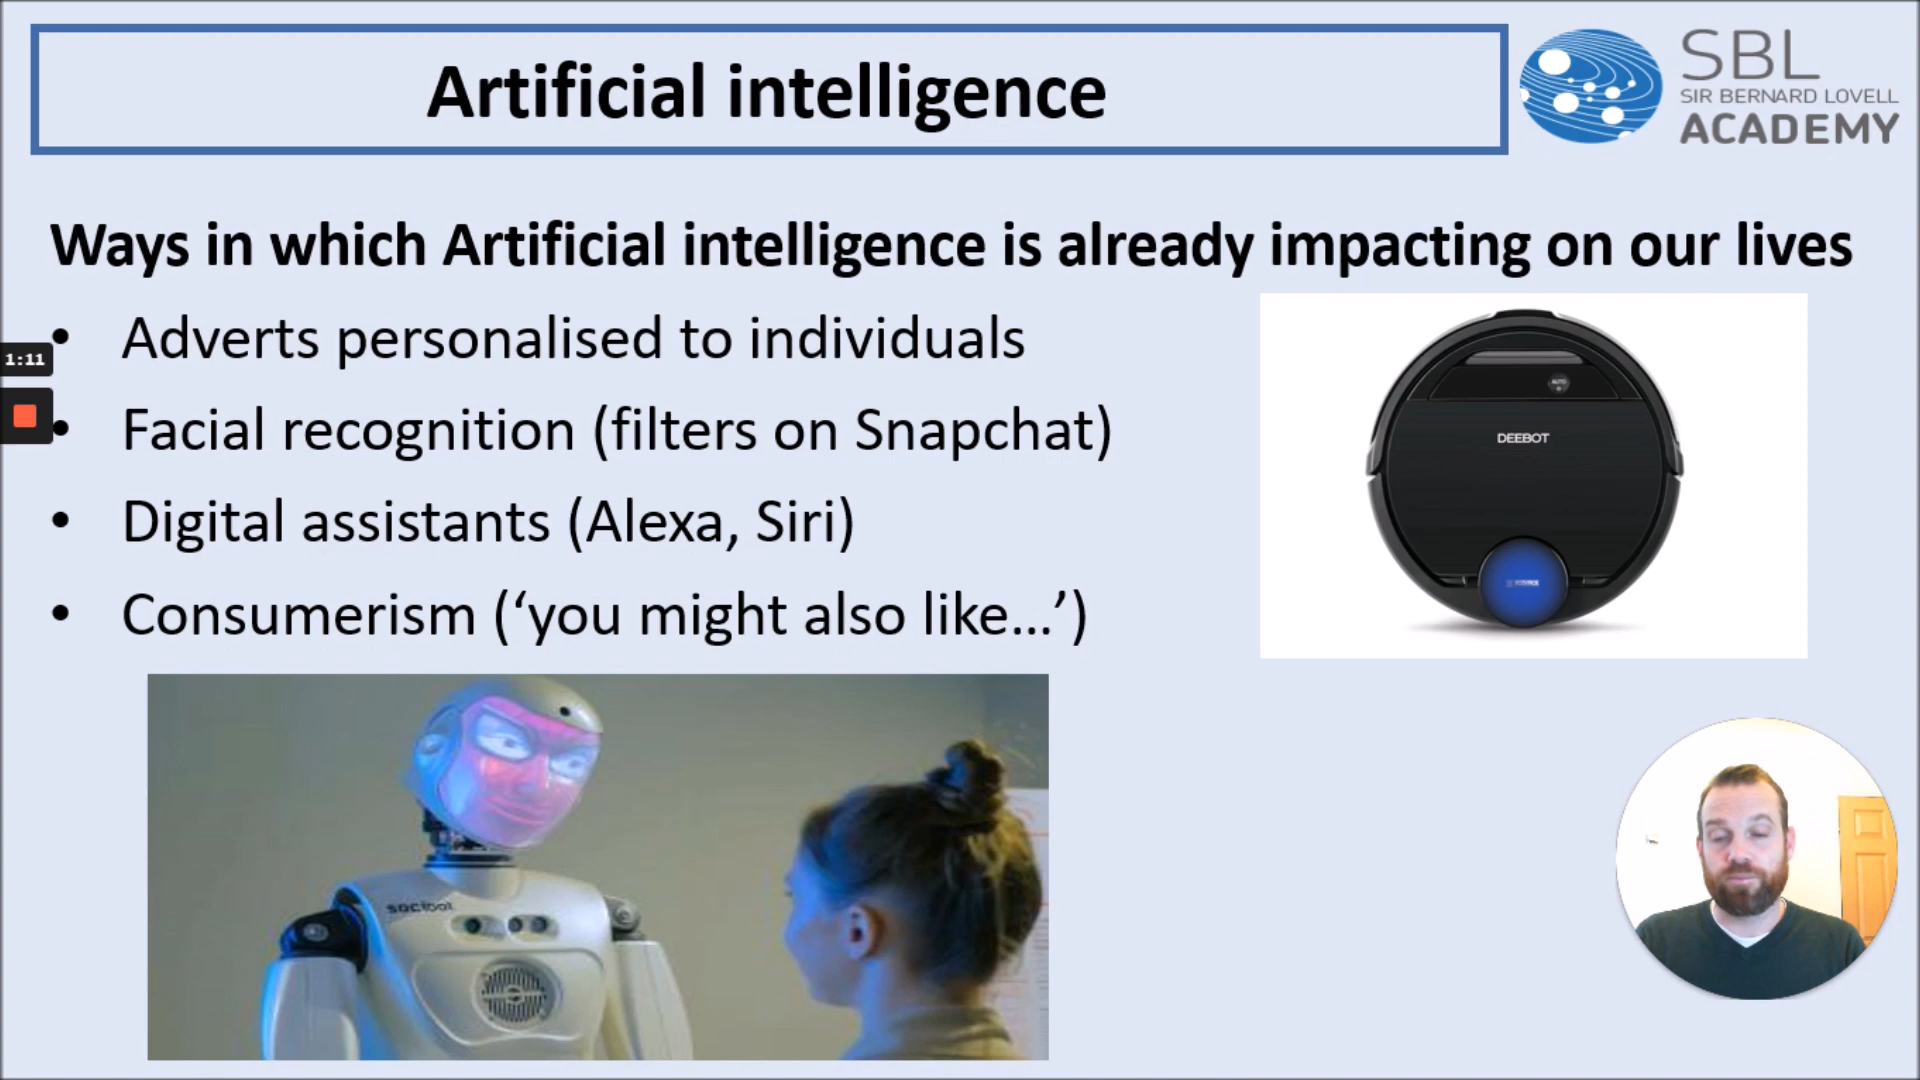 Artificial intelligence
SBL
SIR BERNARD LOVELL
ACADEMY
Ways in which Artificial intelligence is already impacting on our lives
• Adverts personalised to individuals
1:11
• Facial recognition (filters on Snapchat)
• Digital assistants (Alexa, Siri)
• Consumerism (‘you might also like...’)
AUTO
DEEBOT
socibot